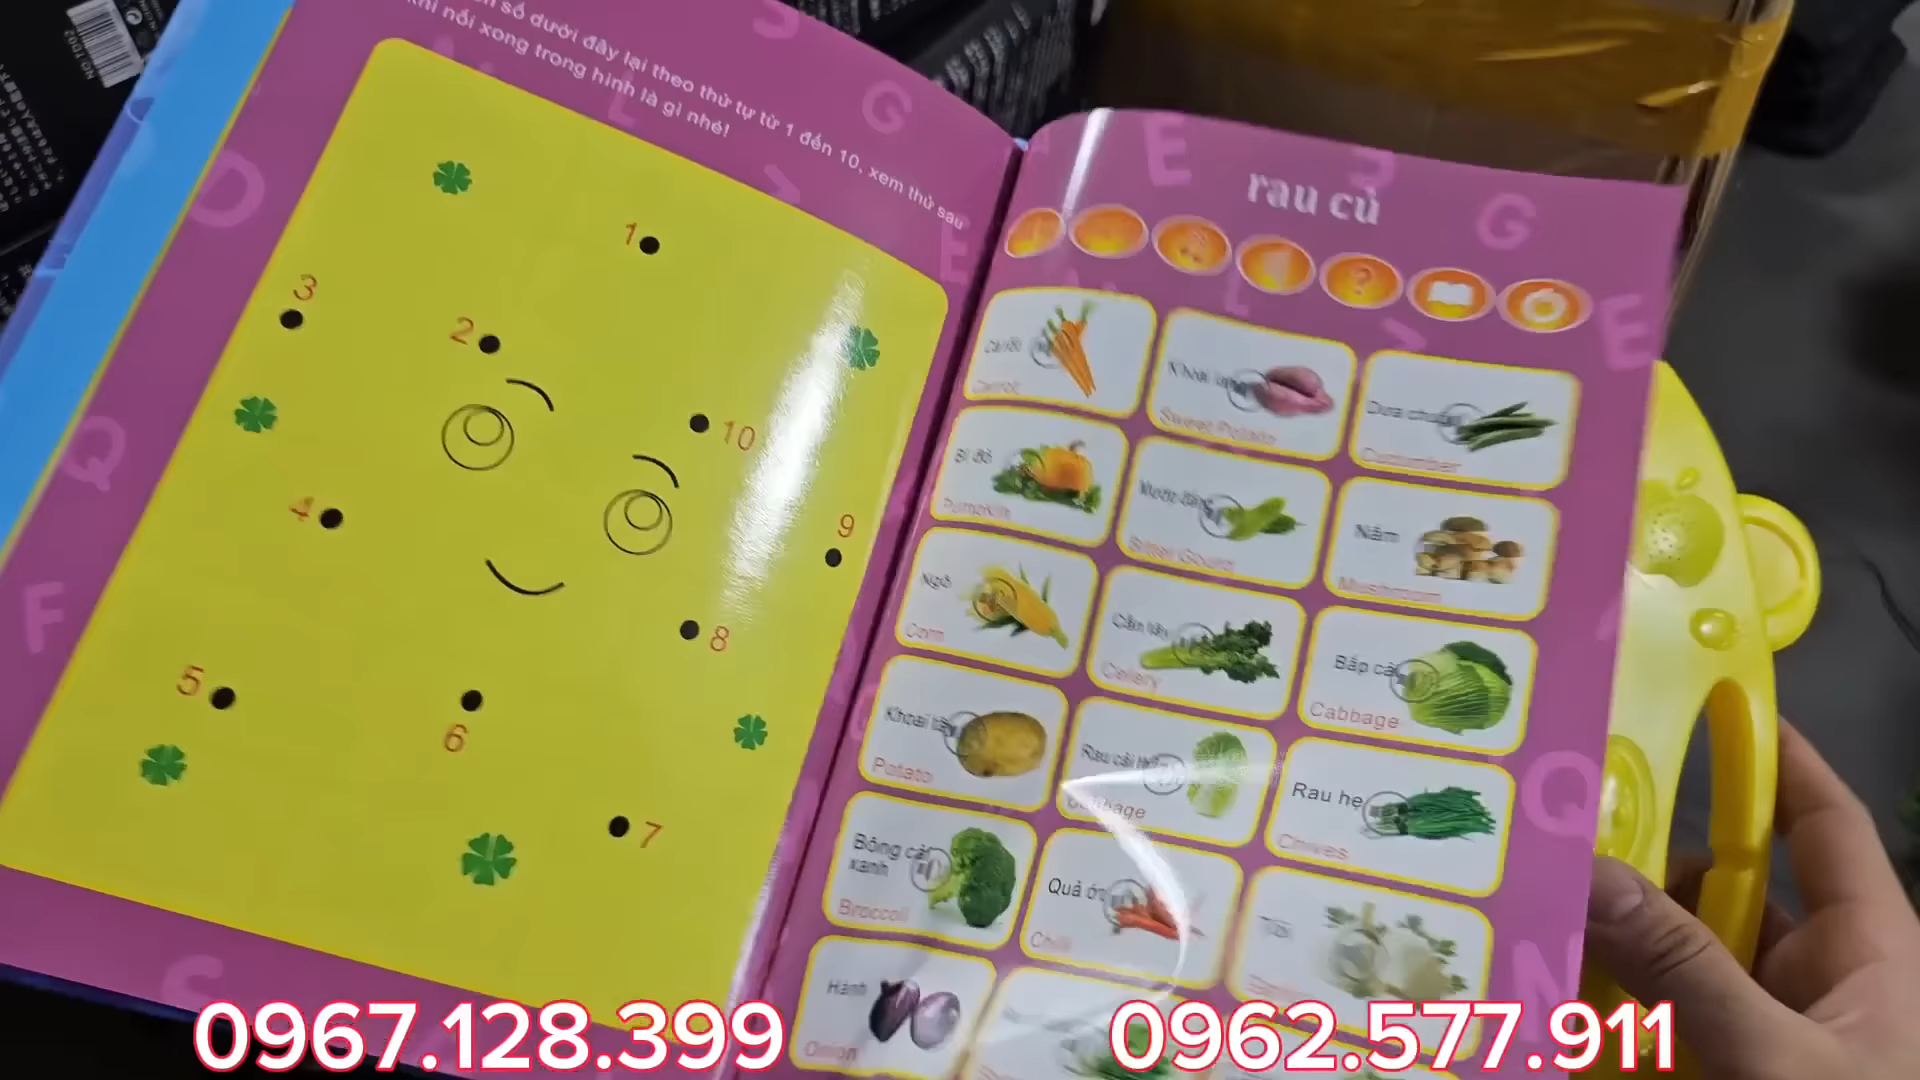 số dưới đây lại theo thứ tự từ 1 đến 10, xem thử sau
khi nối xong trong hình là gì nhé!
1
3
2
10
4
9
8
5
6
7
rau củ
Carrot
Khoai lang
Sweet Potato
Dưa chuột
Cucumber
Bí đỏ
Pumpkin
Mướp đắng
Bitter Gourd
Nấm
Mushroom
Ngô
Corn
Cần tây
Celery
Bắp cải
Cabbage
Khoai tây
Potato
Rau cải
Cabbage
Rau hẹ
Chives
Bông cải
xanh
Broccoli
Quả ớt
Chili
Tỏi
Hành
Onion
0967.128.399
0962.577.911